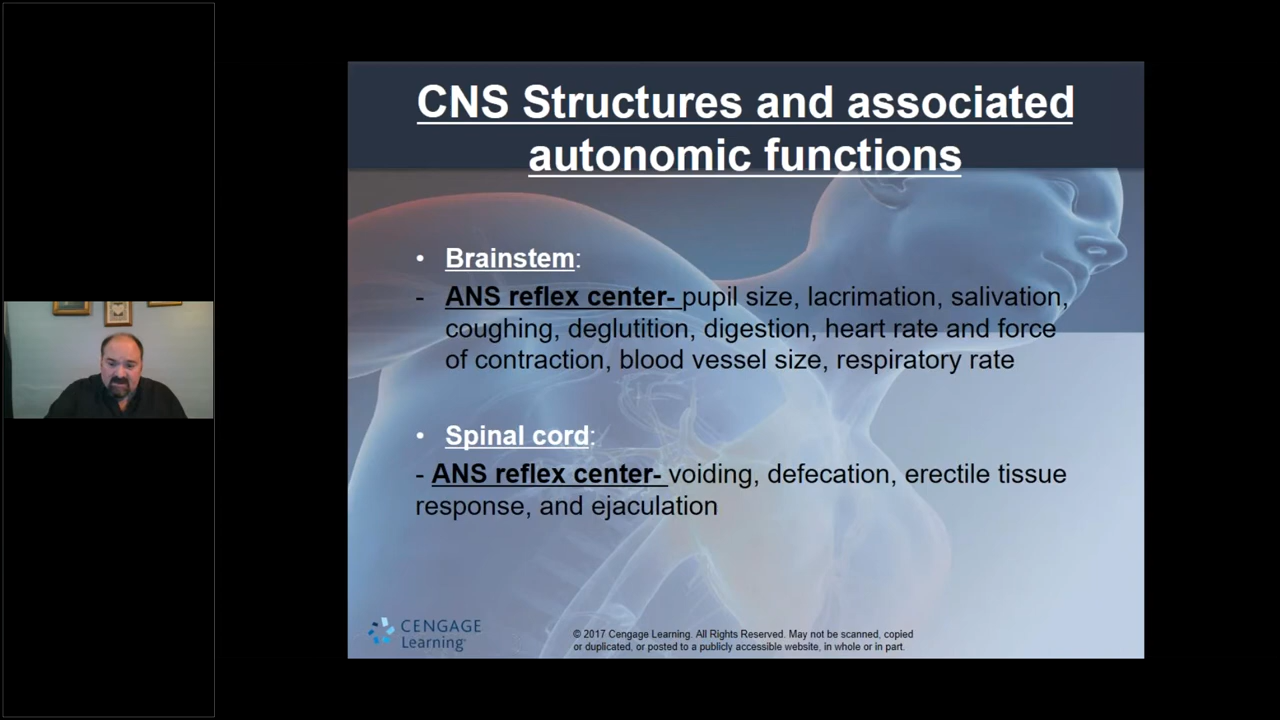 CNS Structures and associated
autonomic functions
• Brainstem:
- ANS reflex center- pupil size, lacrimation, salivation,
coughing, deglutition, digestion, heart rate and force
of contraction, blood vessel size, respiratory rate
• Spinal cord:
- ANS reflex center- voiding, defecation, erectile tissue
response, and ejaculation
CENGAGE
Learning
© 2017 Cengage Learning. All Rights Reserved. May not be scanned, copied
or duplicated, or posted to a publicly accessible website, in whole or in part.